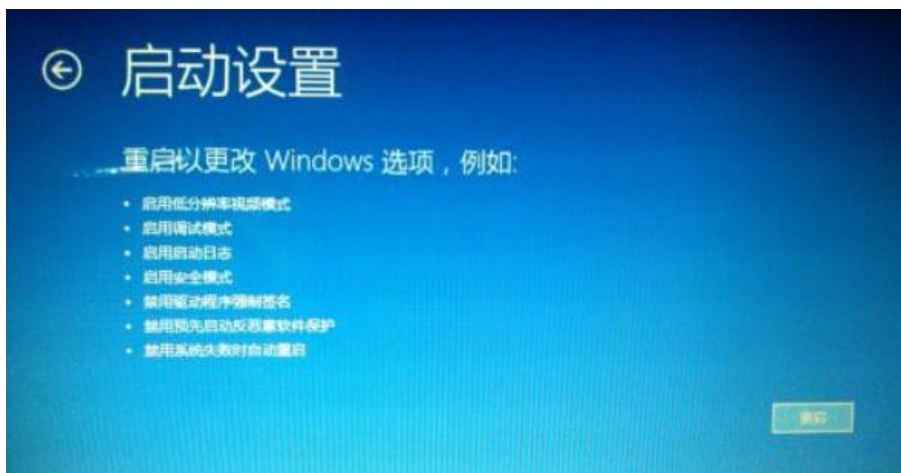 启动设置
重启以更改 Windows 选项，例如:
• 启用低分辨率视频模式
• 启用调试模式
• 启用启动日志
• 启用安全模式
• 禁用驱动程序强制签名
• 禁用预先启动反恶意软件保护
• 禁用系统失败时自动重启
重启